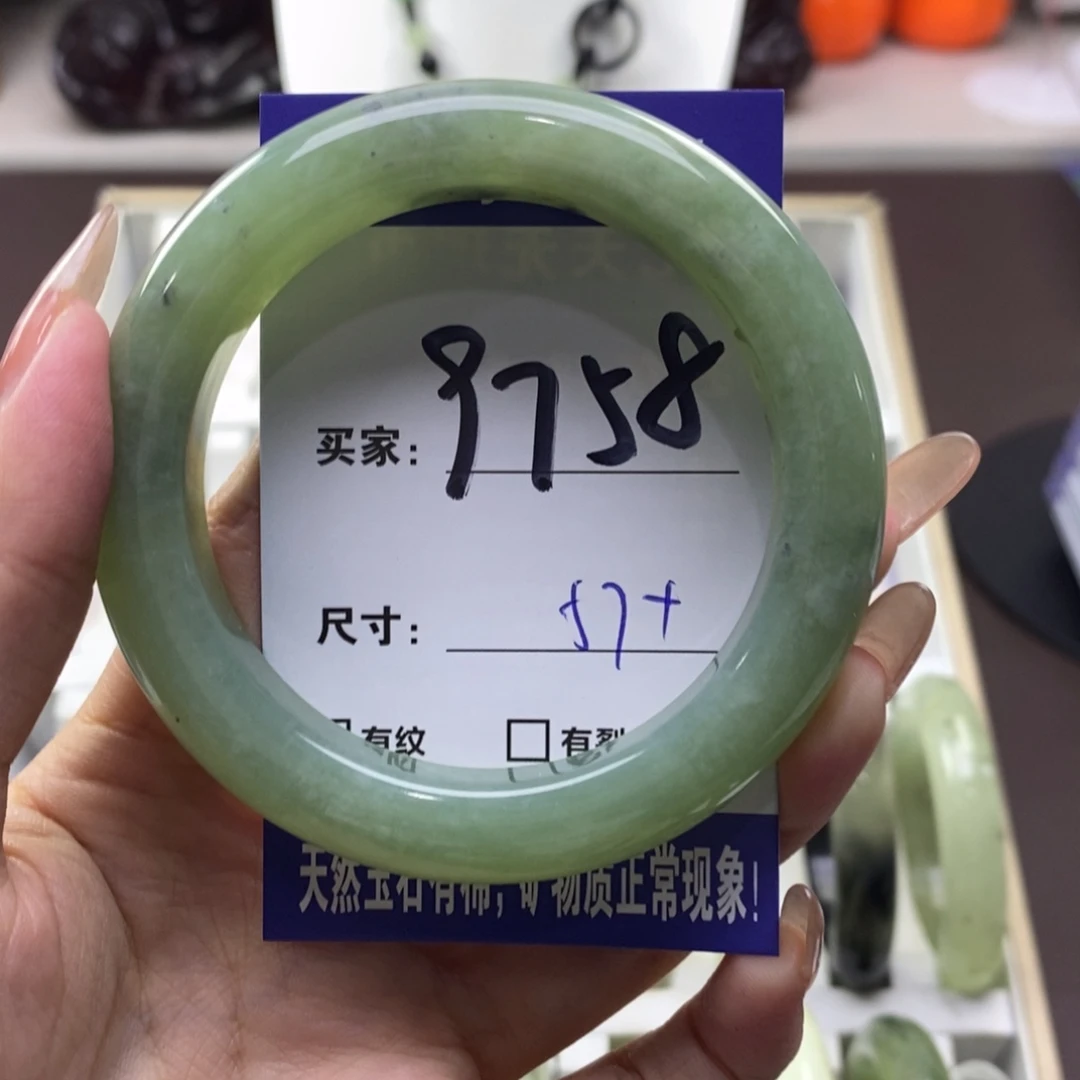 买家: 9758
尺寸: 57+
有纹 □有裂
天然玉石有棉,矿物质正常现象!